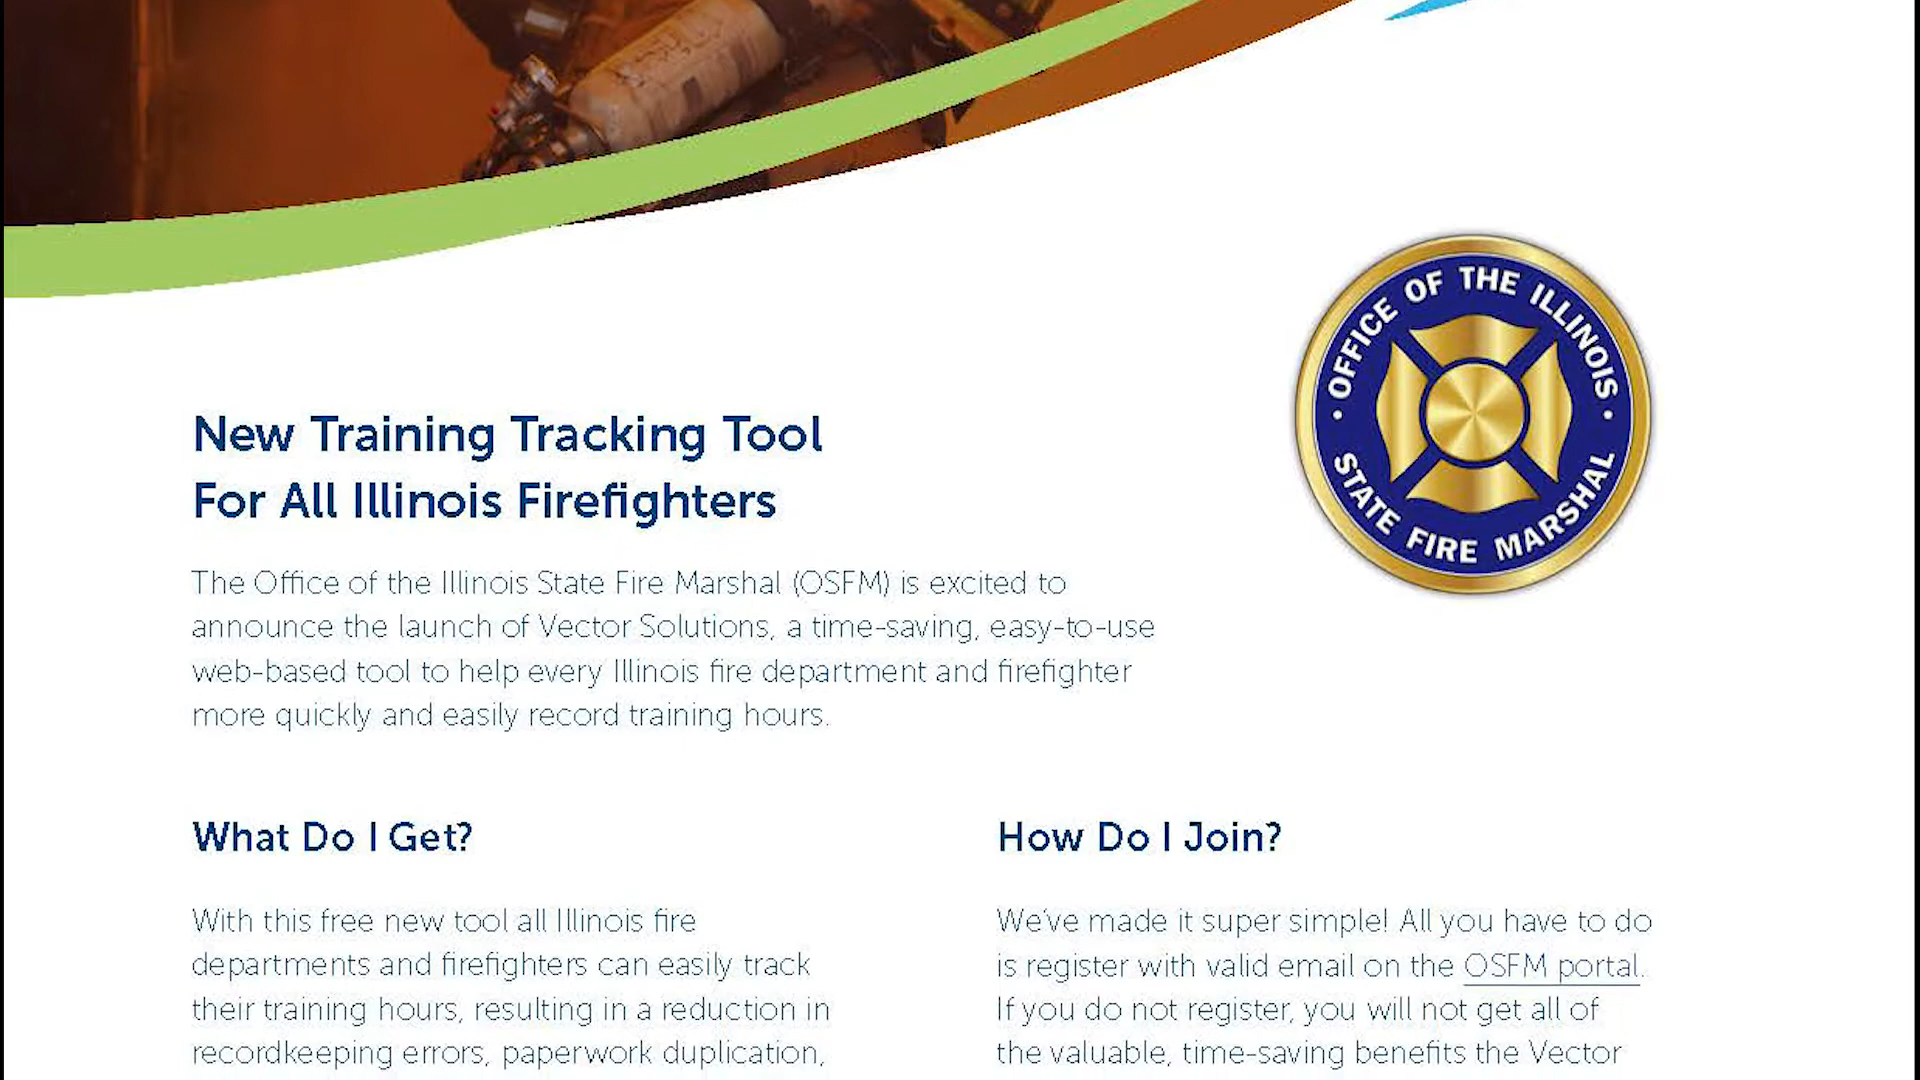 OFFICE OF THE ILLINOIS
STATE FIRE MARSHAL
New Training Tracking Tool
For All Illinois Firefighters
The Office of the Illinois State Fire Marshal (OSFM) is excited to
announce the launch of Vector Solutions, a time-saving, easy-to-use
web-based tool to help every Illinois fire department and firefighter
more quickly and easily record training hours.
What Do I Get?
With this free new tool all Illinois fire
departments and firefighters can easily track
their training hours, resulting in a reduction in
recordkeeping errors, paperwork duplication,
How Do I Join?
We've made it super simple! All you have to do
is register with valid email on the OSFM portal.
If you do not register, you will not get all of
the valuable, time-saving benefits the Vector